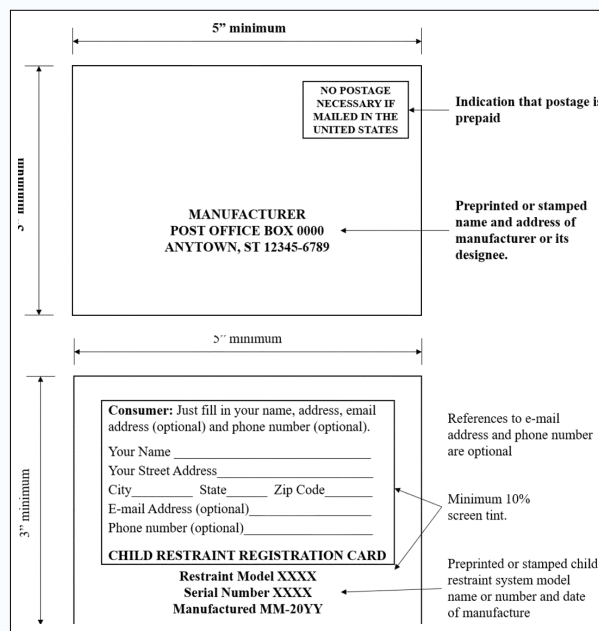 5” minimum
NO POSTAGE
NECESSARY IF
MAILED IN THE
UNITED STATES
Indication that postage is
prepaid
minimum
MANUFACTURER
POST OFFICE BOX 0000
ANYTOWN, ST 12345-6789
Preprinted or stamped
name and address of
manufacturer or its
designee.
5” minimum
Consumer: Just fill in your name, address, email
address (optional) and phone number (optional).
Your Name
Your Street Address
City State Zip Code
E-mail Address (optional)
Phone number (optional)
CHILD RESTRAINT REGISTRATION CARD
Restraint Model XXXX
Serial Number XXXX
Manufactured MM-20YY
3” minimum
References to e-mail
address and phone number
are optional
Minimum 10%
screen tint.
Preprinted or stamped child
restraint system model
name or number and date
of manufacture